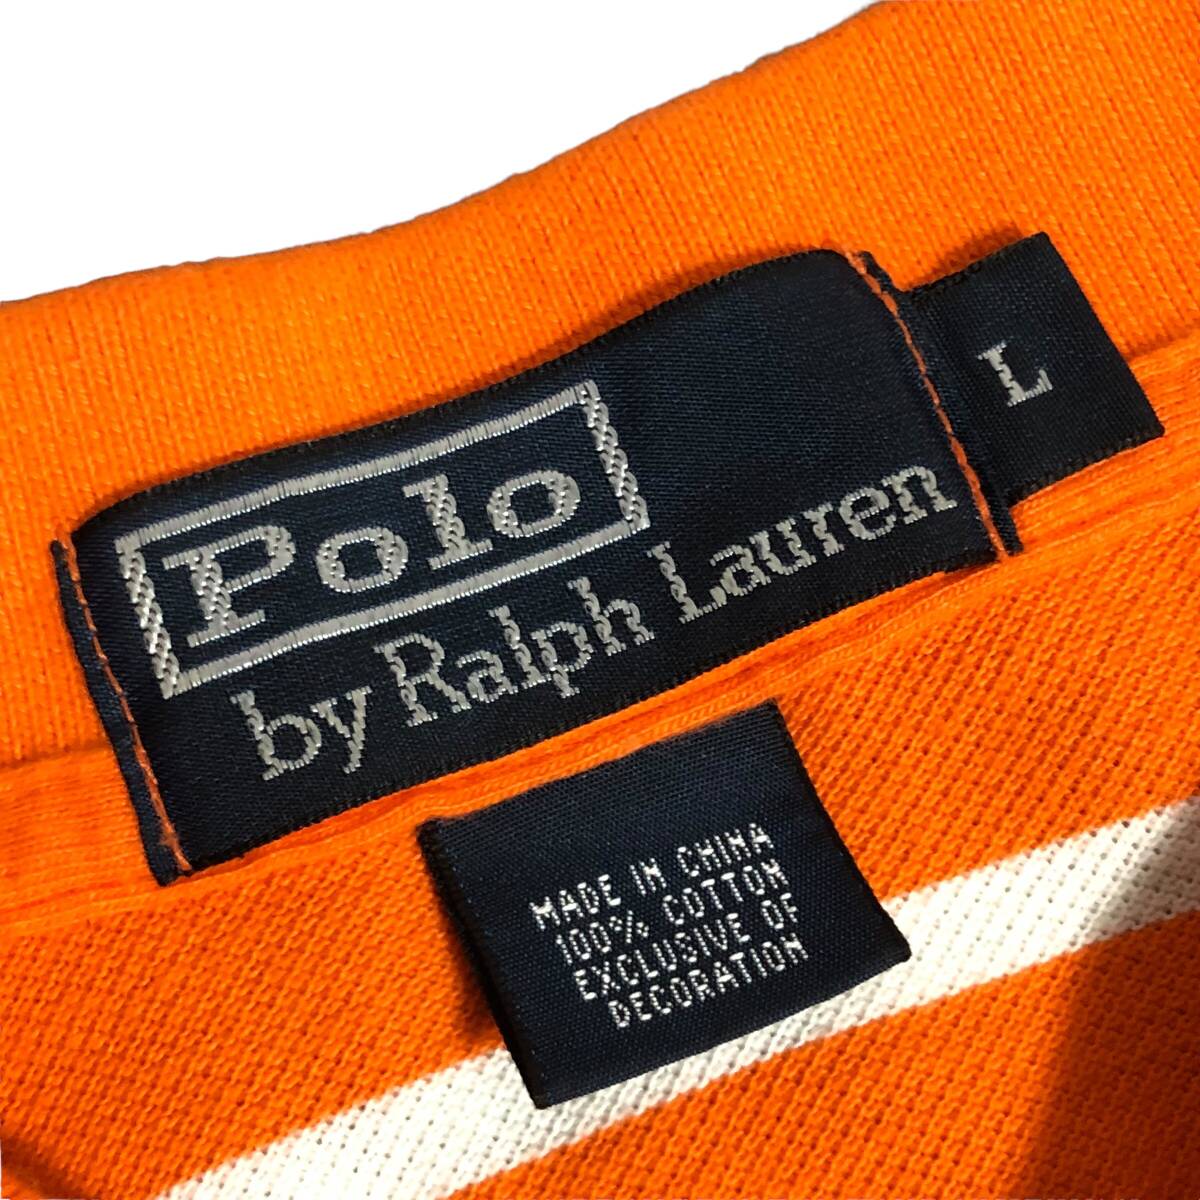 Polo
by Ralph Lauren
L
MADE IN CHINA
100% COTTON
EXCLUSIVE OF
DECORATION